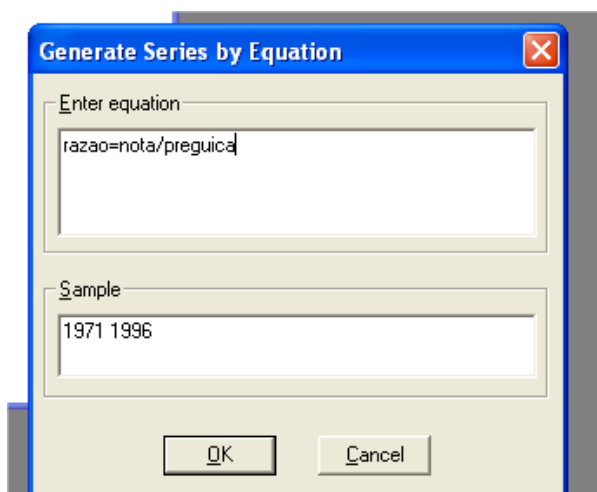 Generate Series by Equation
Enter equation
razao=nota/preguica
Sample
1971 1996
OK
Cancel